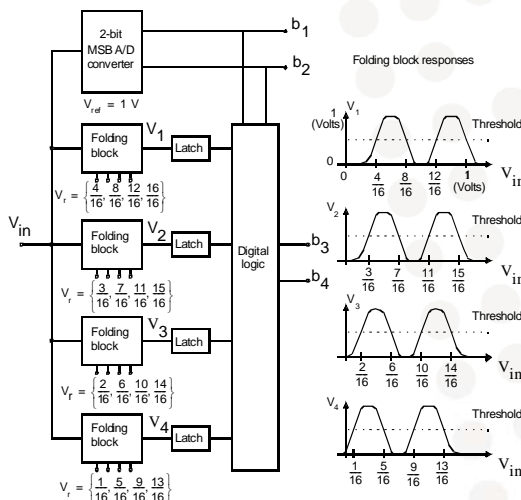 2-bit
MSB A/D
converter
V_ref = 1 V
b_1
b_2
Folding
block
V_1
Latch
V_r = {4/16, 8/16, 12/16, 16/16}
V_in
Folding
block
V_2
Latch
V_r = {3/16, 7/16, 11/16, 15/16}
Folding
block
V_3
Latch
V_r = {2/16, 6/16, 10/16, 14/16}
Folding
block
V_4
Latch
V_r = {1/16, 5/16, 9/16, 13/16}
Digital
logic
b_3
b_4
Folding block responses
1
(Volts)
V_1
Threshold
0
0 4/16 8/16 12/16 1
(Volts)
V_in
V_2
Threshold
3/16 7/16 11/16 15/16
V_in
V_3
Threshold
2/16 6/16 10/16 14/16
V_in
V_4
Threshold
1/16 5/16 9/16 13/16
V_in